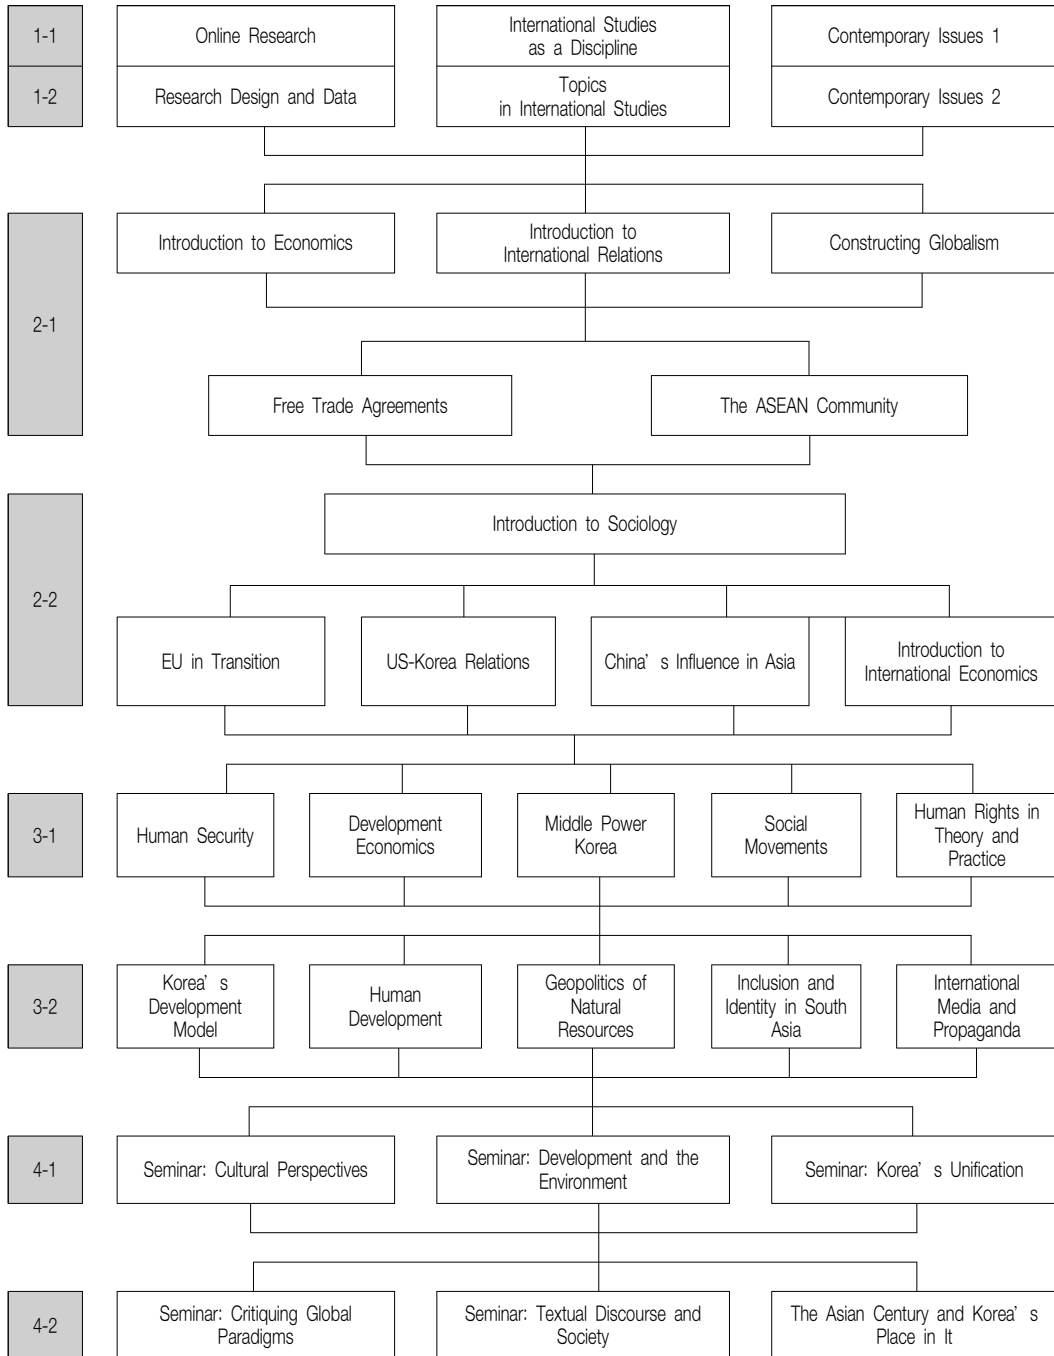 1-1
Online Research
International Studies
as a Discipline
Contemporary Issues 1
1-2
Research Design and Data
Topics
in International Studies
Contemporary Issues 2
2-1
Introduction to Economics
Introduction to
International Relations
Constructing Globalism
Free Trade Agreements
The ASEAN Community
2-2
Introduction to Sociology
EU in Transition
US-Korea Relations
China's Influence in Asia
Introduction to
International Economics
3-1
Human Security
Development
Economics
Middle Power
Korea
Social
Movements
Human Rights in
Theory and
Practice
3-2
Korea's
Development
Model
Human
Development
Geopolitics of
Natural
Resources
Inclusion and
Identity in South
Asia
International
Media and
Propaganda
4-1
Seminar: Cultural Perspectives
Seminar: Development and the
Environment
Seminar: Korea's Unification
4-2
Seminar: Critiquing Global
Paradigms
Seminar: Textual Discourse and
Society
The Asian Century and Korea's
Place in It